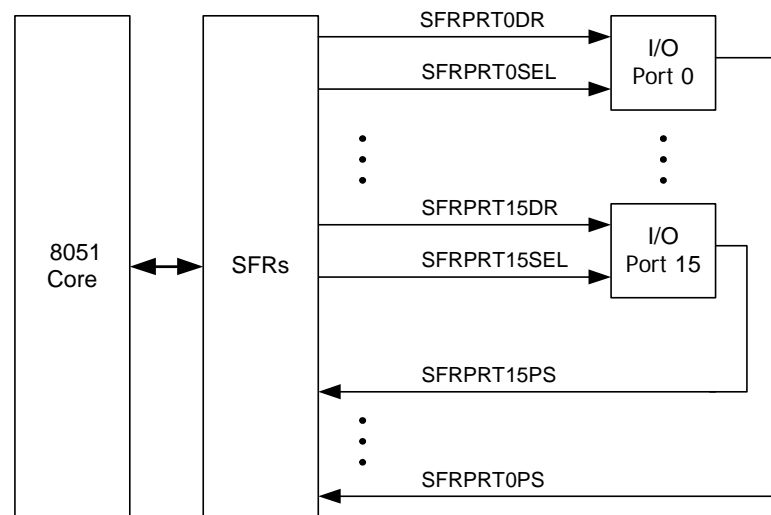 SFRPRT0DR
I/O
Port 0
SFRPRT0SEL
SFRPRT15DR
I/O
Port 15
SFRPRT15SEL
8051
Core
SFRs
SFRPRT15PS
SFRPRT0PS